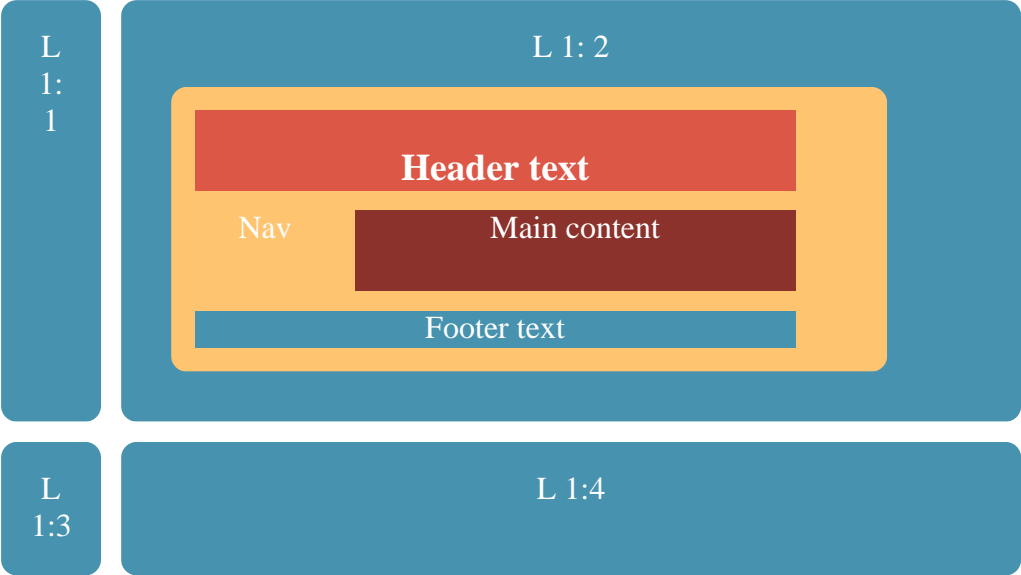 L
1:
1
L 1: 2
Header text
Nav
Main content
Footer text
L
1:3
L 1:4